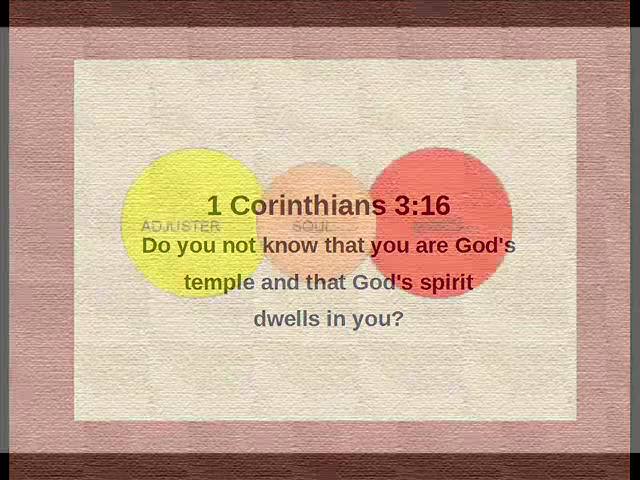 1 Corinthians 3:16
ADJUSTER SOUL
Do you not know that you are God's
temple and that God's spirit
dwells in you?